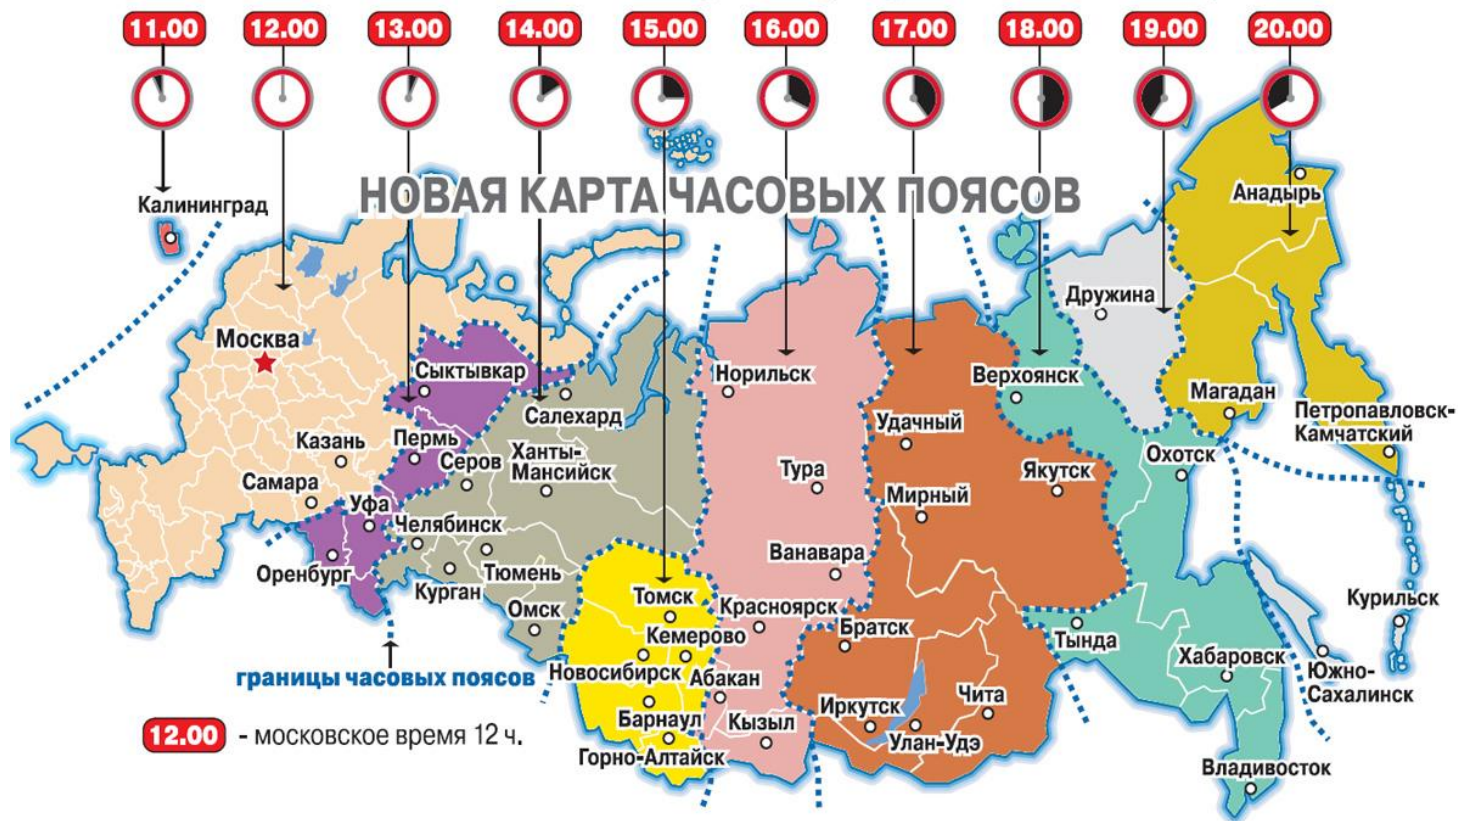 11.00
12.00
13.00
14.00
15.00
16.00
17.00
18.00
19.00
20.00
НОВАЯ КАРТА ЧАСОВЫХ ПОЯСОВ
Калининград
Анадырь
Дружина
Москва
Сыктывкар
Норильск
Верхоянск
Салехард
Магадан
Петропавловск-
Камчатский
Казань
Пермь
Серов
Ханты-
Мансийск
Удачный
Охотск
Самара
Тура
Якутск
Уфа
Мирный
Челябинск
Ванавара
Оренбург
Тюмень
Курган
Омск
Томск
Красноярск
Курильск
Кемерово
Братск
Тында
Новосибирск
Абакан
Хабаровск
Южно-
Сахалинск
границы часовых поясов
Барнаул
Кызыл
Иркутск
Чита
Улан-Удэ
Горно-Алтайск
Владивосток
12.00 - московское время 12 ч.